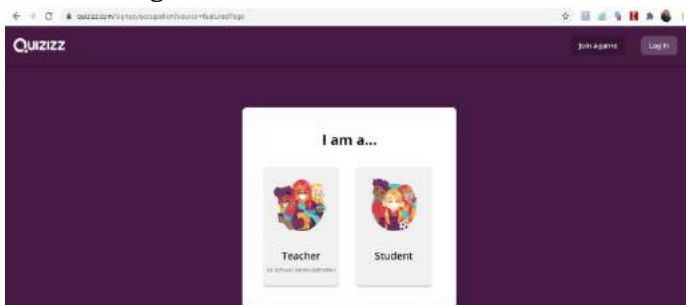 QUIZIZZ
Join a game
Log in
I am a...
Teacher
Student